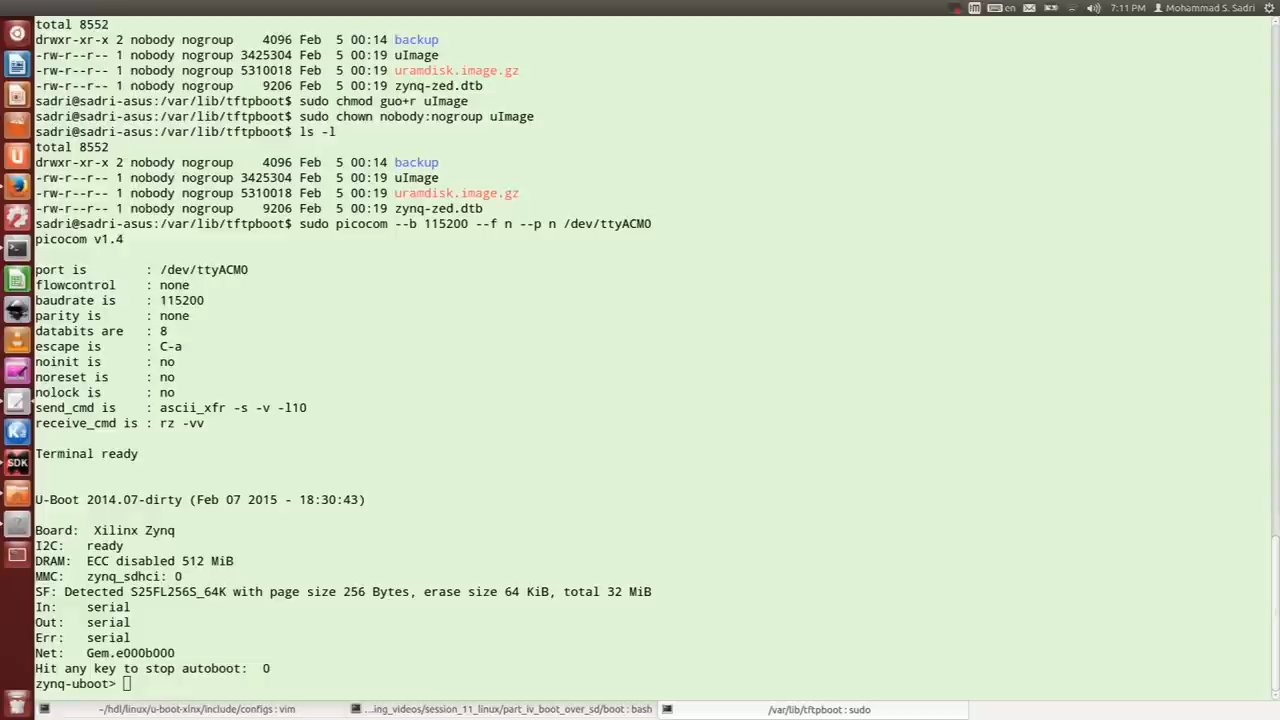 en 7:11 PM Mohammad S. Sadri
total 8552
drwxr-xr-x 2 nobody nogroup    4096 Feb  5 00:14 backup
-rw-r--r-- 1 nobody nogroup 3425304 Feb  5 00:19 uImage
-rw-r--r-- 1 nobody nogroup 5310018 Feb  5 00:19 uramdisk.image.gz
-rw-r--r-- 1 nobody nogroup    9206 Feb  5 00:19 zynq-zed.dtb
sadri@sadri-asus:/var/lib/tftpboot$ sudo chmod guo+r uImage
sadri@sadri-asus:/var/lib/tftpboot$ sudo chown nobody:nogroup uImage
sadri@sadri-asus:/var/lib/tftpboot$ ls -l
total 8552
drwxr-xr-x 2 nobody nogroup    4096 Feb  5 00:14 backup
-rw-r--r-- 1 nobody nogroup 3425304 Feb  5 00:19 uImage
-rw-r--r-- 1 nobody nogroup 5310018 Feb  5 00:19 uramdisk.image.gz
-rw-r--r-- 1 nobody nogroup    9206 Feb  5 00:19 zynq-zed.dtb
sadri@sadri-asus:/var/lib/tftpboot$ sudo picocom --b 115200 --f n --p n /dev/ttyACM0
picocom v1.4
port is        : /dev/ttyACM0
flowcontrol    : none
baudrate is    : 115200
parity is      : none
databits are   : 8
escape is      : C-a
noinit is      : no
noreset is     : no
nolock is      : no
send_cmd is    : ascii_xfr -s -v -l10
receive_cmd is : rz -vv
Terminal ready
U-Boot 2014.07-dirty (Feb 07 2015 - 18:30:43)
Board:  Xilinx Zynq
I2C:   ready
DRAM:  ECC disabled 512 MiB
MMC:   zynq_sdhci: 0
SF: Detected S25FL256S_64K with page size 256 Bytes, erase size 64 KiB, total 32 MiB
In:    serial
Out:   serial
Err:   serial
Net:   Gem.e000b000
Hit any key to stop autoboot:  0
zynq-uboot>
SDK
~/hdl/linux/u-boot-xlnx/include/configs : vim
...ing_videos/session_11_linux/part_iv_boot_over_sd/boot : bash
/var/lib/tftpboot : sudo